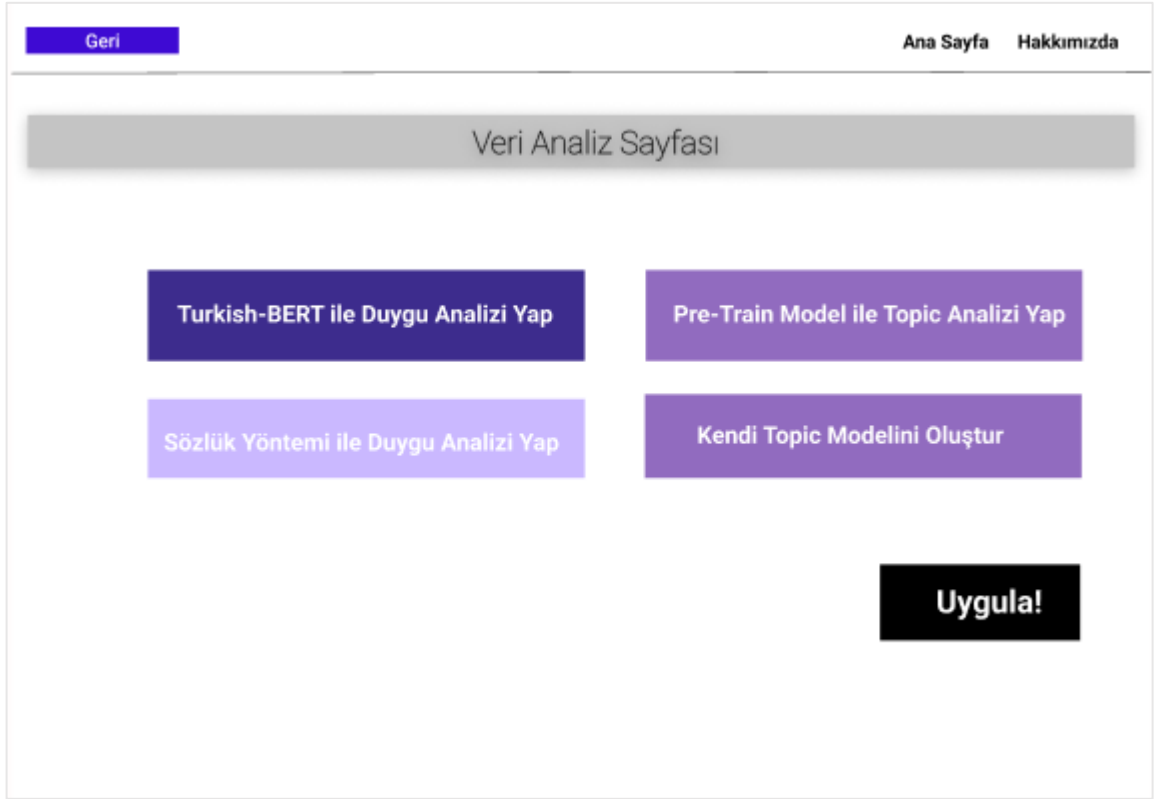 Geri
Ana Sayfa Hakkımızda
Veri Analiz Sayfası
Turkish-BERT ile Duygu Analizi Yap
Pre-Train Model ile Topic Analizi Yap
Sözlük Yöntemi ile Duygu Analizi Yap
Kendi Topic Modelini Oluştur
Uygula!